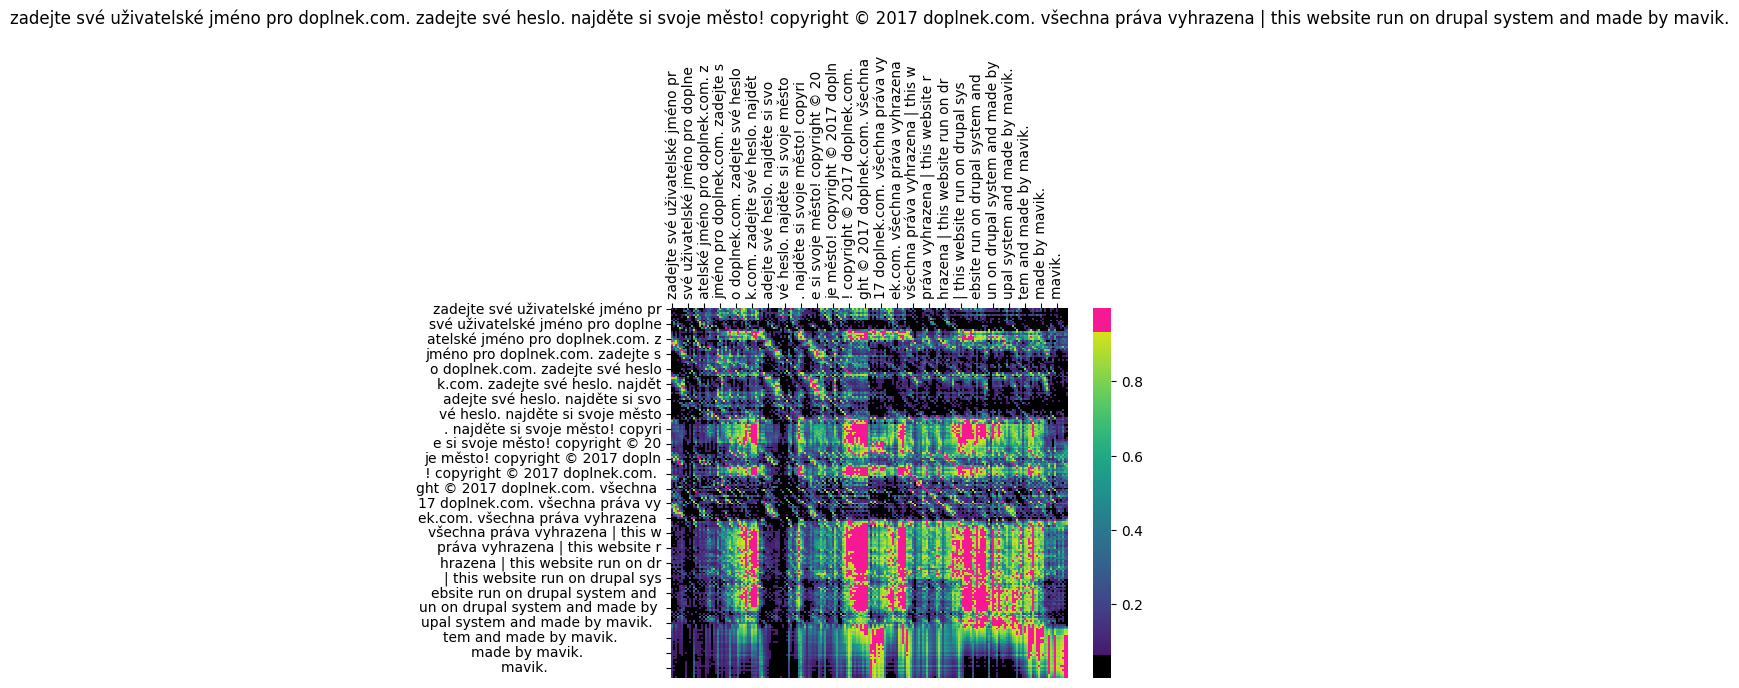 zadejte své uživatelské jméno pro doplnek.com. zadejte své heslo. najděte si svoje město! copyright © 2017 doplnek.com. všechna práva vyhrazena | this website run on drupal system and made by mavik.
zadejte své uživatelské jméno pr
své uživatelské jméno pro doplne
atelské jméno pro doplnek.com. z
jméno pro doplnek.com. zadejte s
o doplnek.com. zadejte své heslo
k.com. zadejte své heslo. najdět
adejte své heslo. najděte si svo
vé heslo. najděte si svoje město
. najděte si svoje město! copyri
e si svoje město! copyright © 20
je město! copyright © 2017 dopln
! copyright © 2017 doplnek.com.
ght © 2017 doplnek.com. všechna
17 doplnek.com. všechna práva vy
ek.com. všechna práva vyhrazena
všechna práva vyhrazena | this w
práva vyhrazena | this website r
hrazena | this website run on dr
| this website run on drupal sys
ebsite run on drupal system and
un on drupal system and made by
upal system and made by mavik.
tem and made by mavik.
made by mavik.
mavik.
zadejte své uživatelské jméno pr
své uživatelské jméno pro doplne
atelské jméno pro doplnek.com. z
jméno pro doplnek.com. zadejte s
o doplnek.com. zadejte své heslo
k.com. zadejte své heslo. najdět
adejte své heslo. najděte si svo
vé heslo. najděte si svoje město
. najděte si svoje město! copyri
e si svoje město! copyright © 20
je město! copyright © 2017 dopln
! copyright © 2017 doplnek.com.
ght © 2017 doplnek.com. všechna
17 doplnek.com. všechna práva vy
ek.com. všechna práva vyhrazena
všechna práva vyhrazena | this w
práva vyhrazena | this website r
hrazena | this website run on dr
| this website run on drupal sys
ebsite run on drupal system and
un on drupal system and made by
upal system and made by mavik.
tem and made by mavik.
made by mavik.
mavik.
0.8
0.6
0.4
0.2